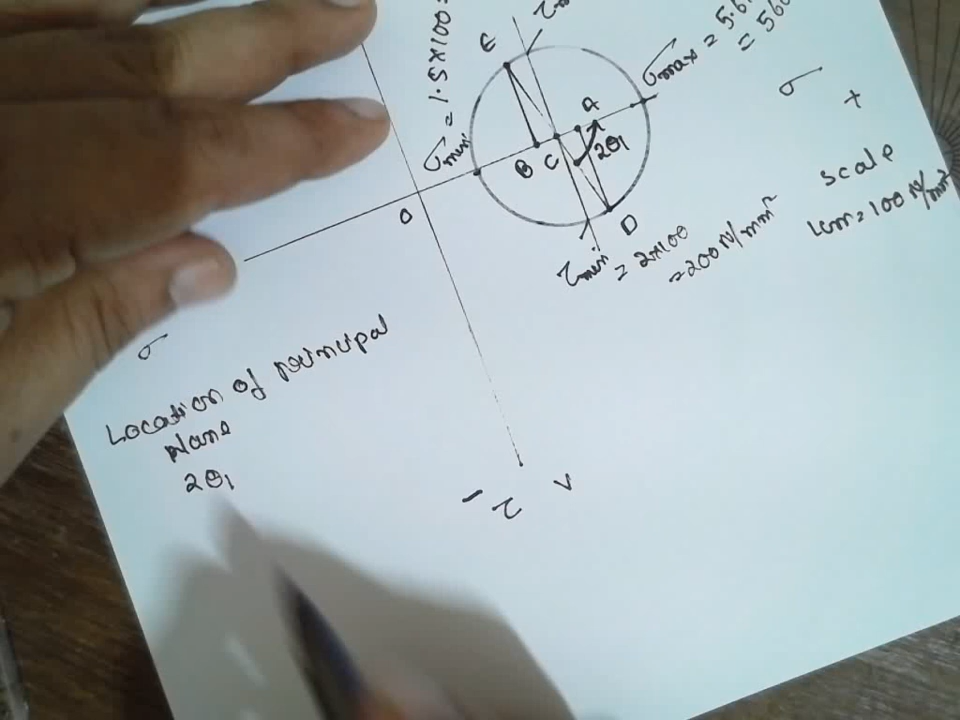 τm
σmin = 1.5×100
σmax = 5.6
= 560
E
a
B
C
2θ1
D
O
τmin = 2×100
= 200 N/mm²
σ +
Scale
1cm = 100 N/mm²
σ
Location of principal
plane
2θ1
- τ
v